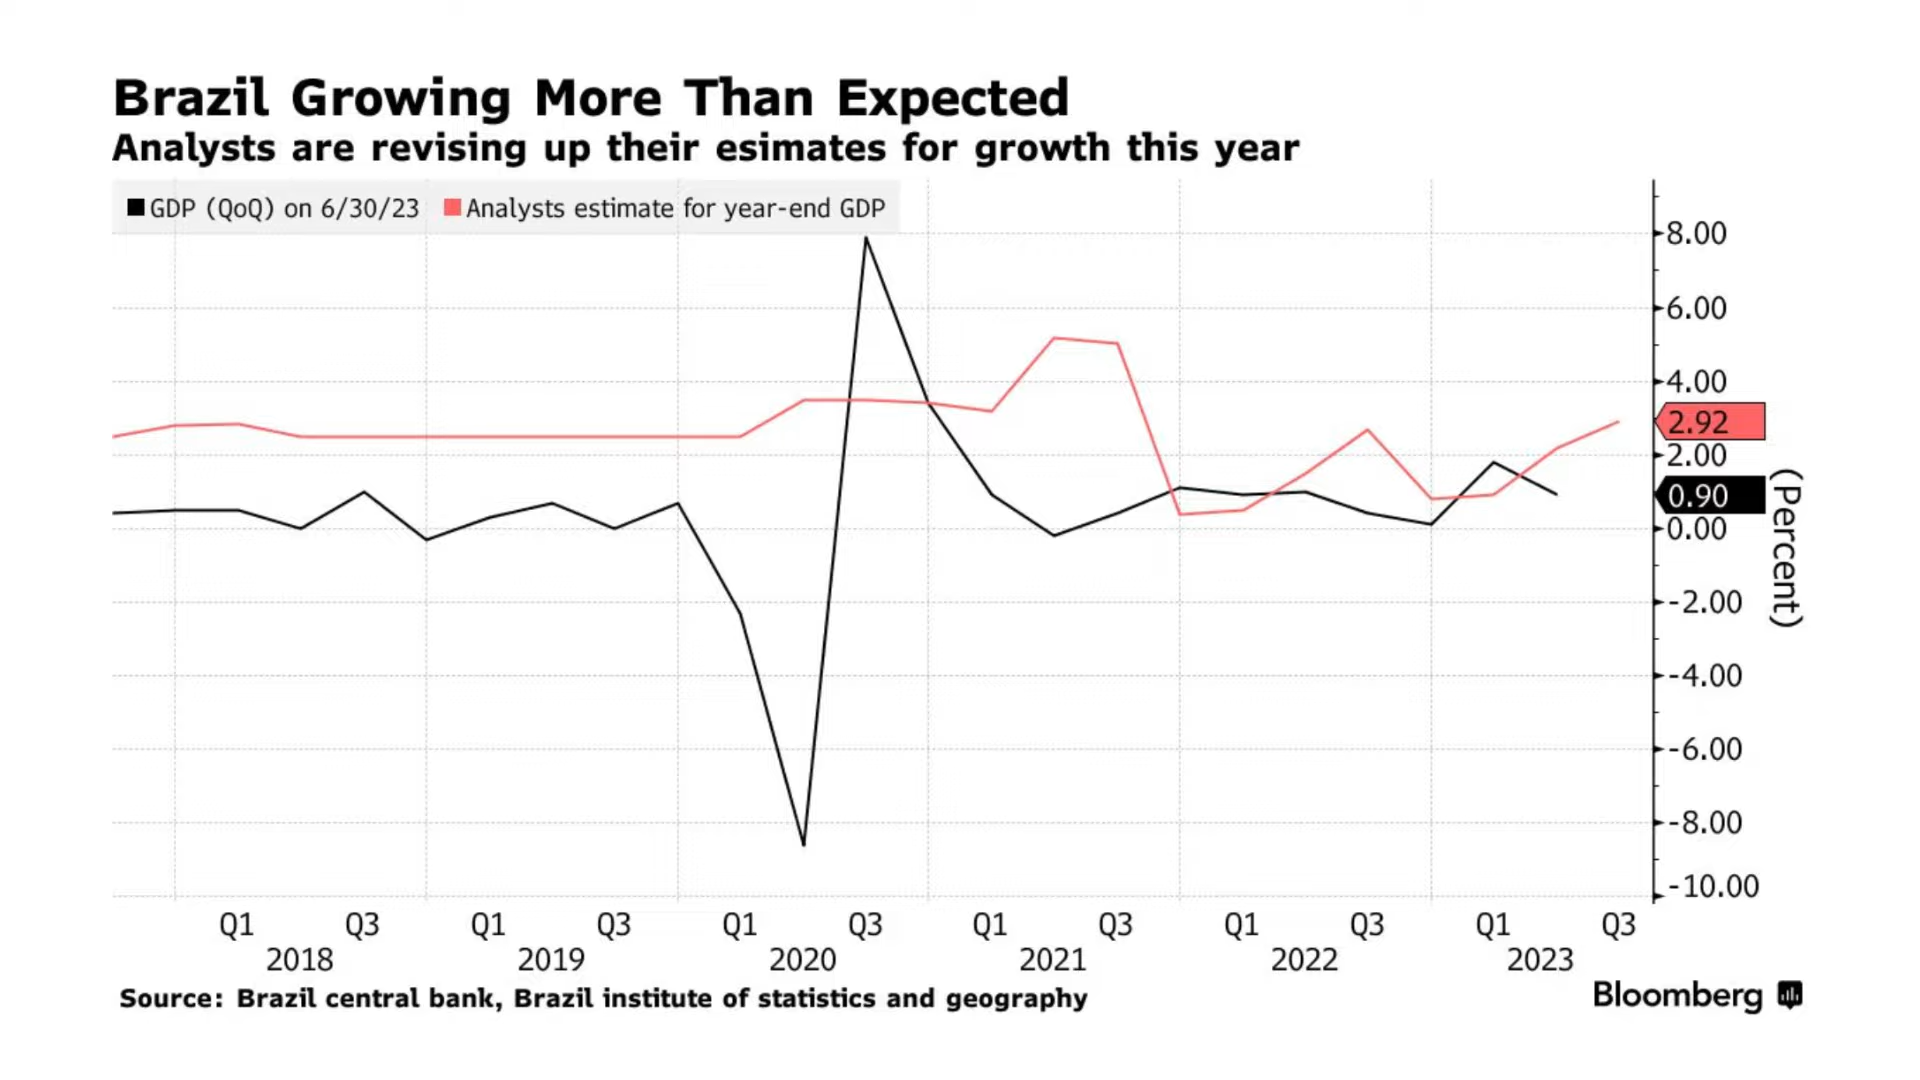 Brazil Growing More Than Expected
Analysts are revising up their esimates for growth this year
GDP (QoQ) on 6/30/23 Analysts estimate for year-end GDP
8.00
6.00
4.00
2.92
2.00
0.90
0.00
-2.00
-4.00
-6.00
-8.00
-10.00
(Percent)
Q1 Q3 Q1 Q3 Q1 Q3 Q1 Q3 Q1 Q3 Q1 Q3
2018 2019 2020 2021 2022 2023
Source: Brazil central bank, Brazil institute of statistics and geography
Bloomberg